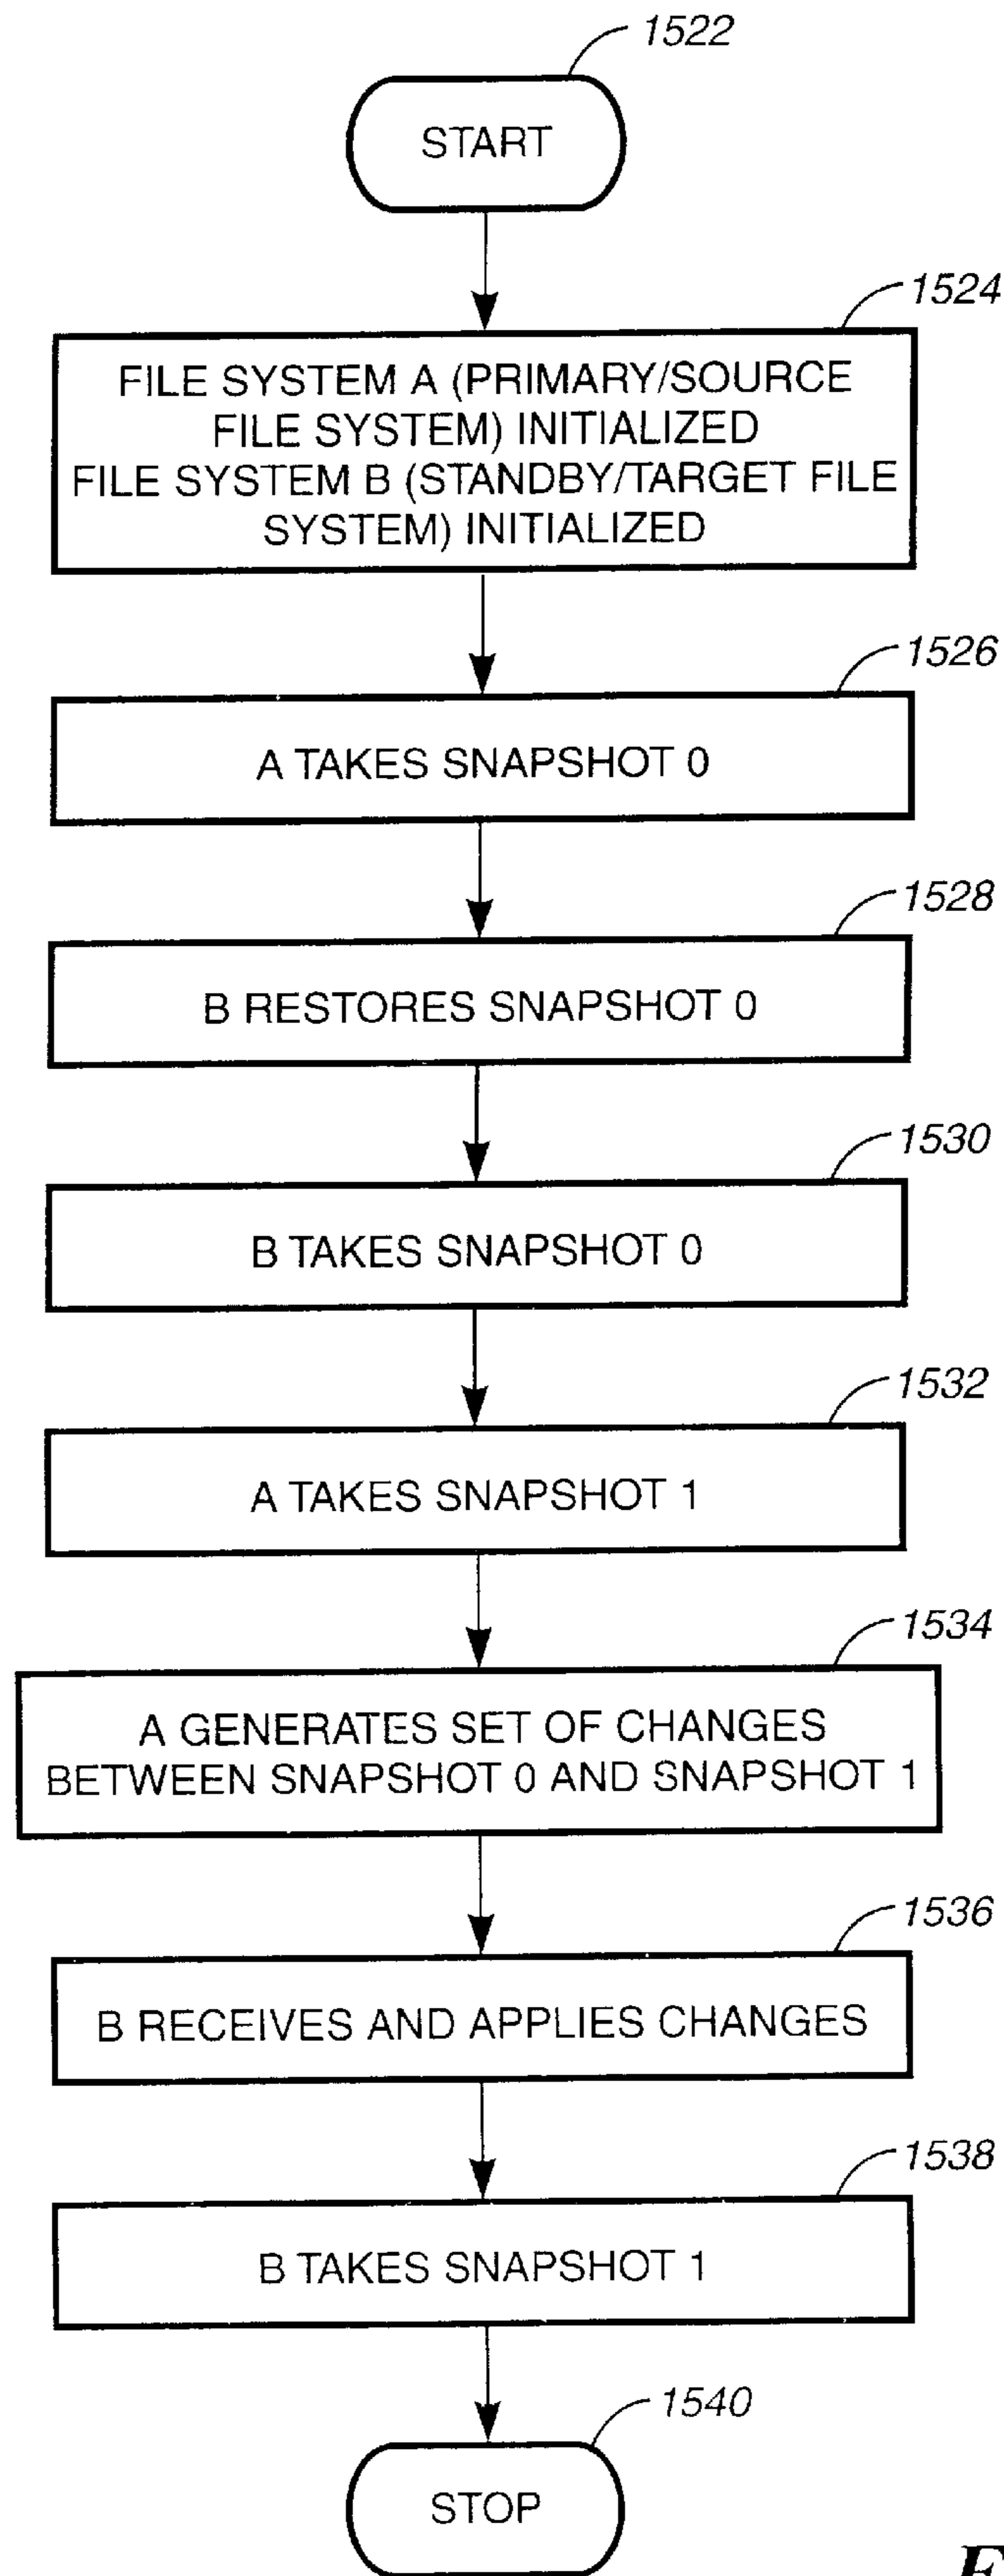 1522
START
1524
FILE SYSTEM A (PRIMARY/SOURCE
FILE SYSTEM) INITIALIZED
FILE SYSTEM B (STANDBY/TARGET FILE
SYSTEM) INITIALIZED
1526
A TAKES SNAPSHOT 0
1528
B RESTORES SNAPSHOT 0
1530
B TAKES SNAPSHOT 0
1532
A TAKES SNAPSHOT 1
1534
A GENERATES SET OF CHANGES
BETWEEN SNAPSHOT 0 AND SNAPSHOT 1
1536
B RECEIVES AND APPLIES CHANGES
1538
B TAKES SNAPSHOT 1
1540
STOP